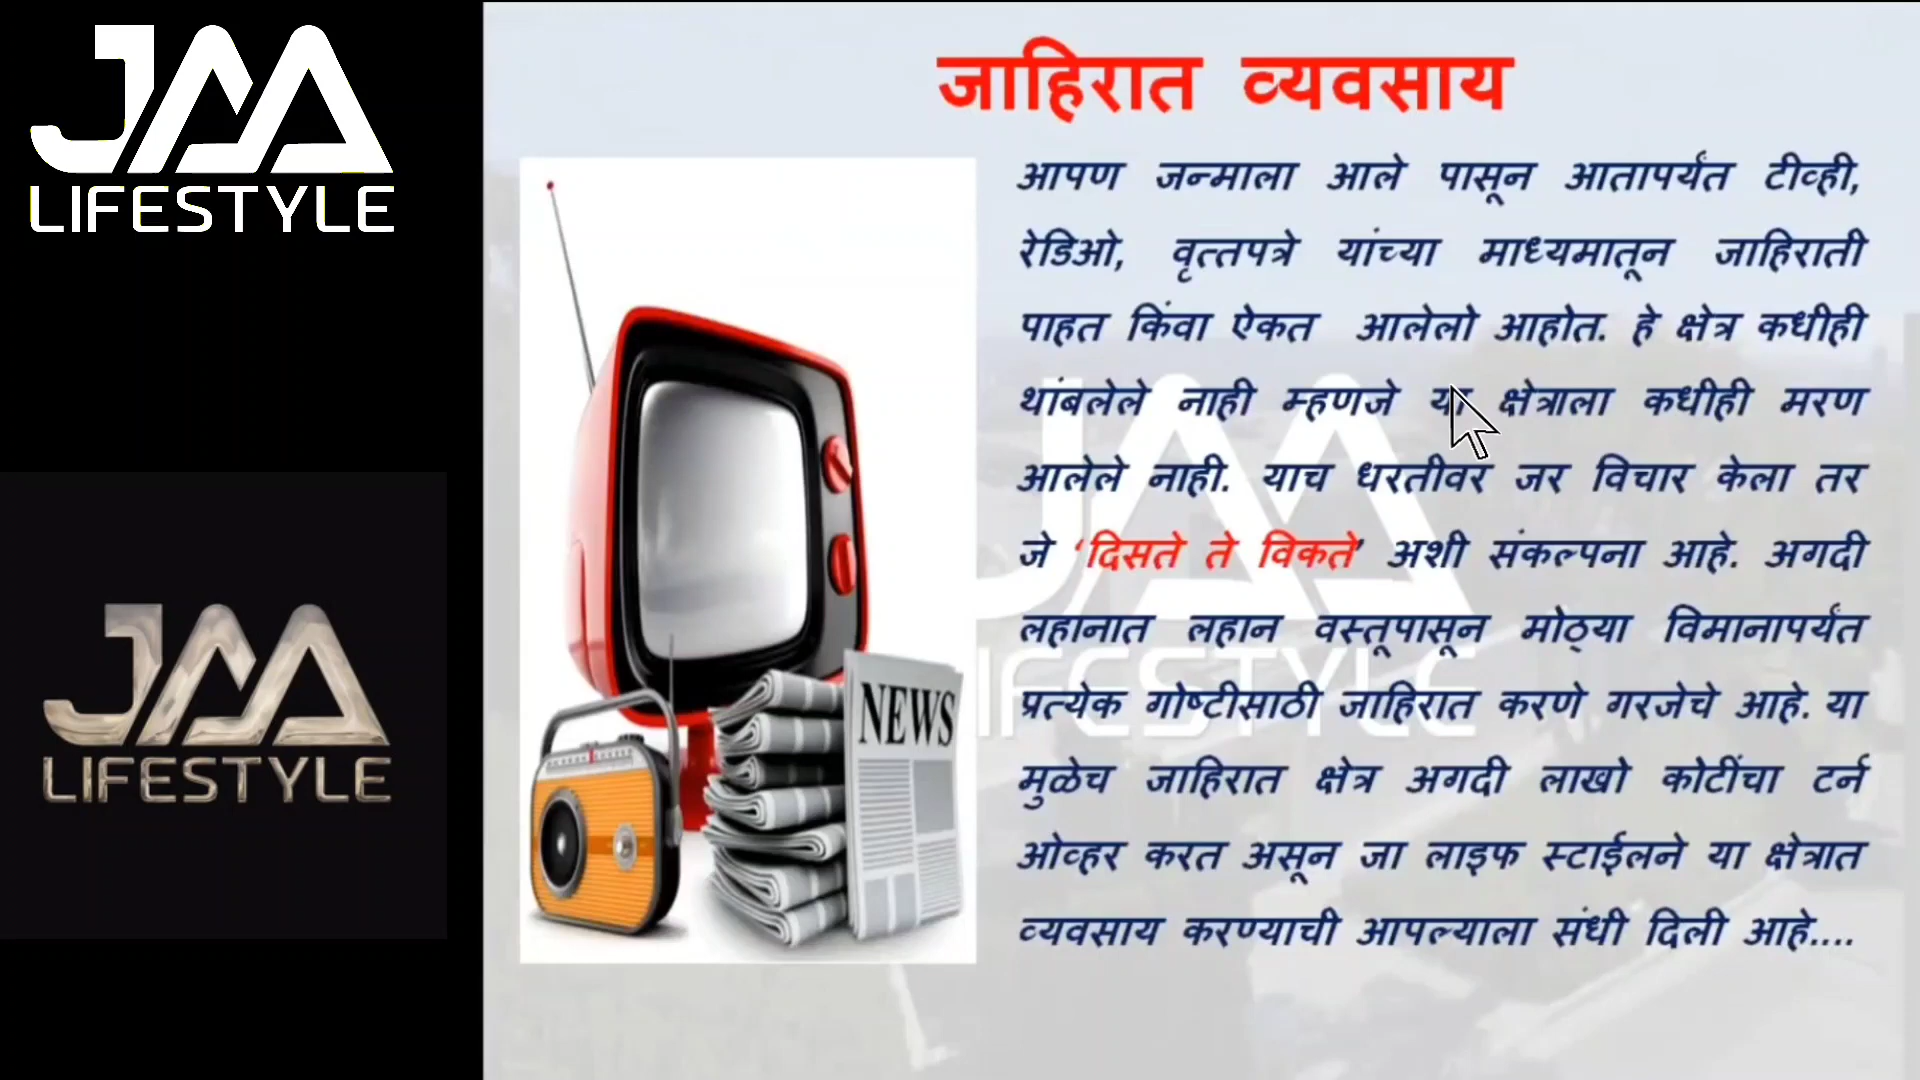 JAA
LIFESTYLE
JAA
LIFESTYLE
जाहिरात व्यवसाय
आपण जन्माला आले पासून आतापर्यंत टीव्ही,
रेडिओ, वृत्तपत्रे यांच्या माध्यमातून जाहिराती
पाहत किंवा ऐकत आलेलो आहोत. हे क्षेत्र कधीही
थांबलेले नाही म्हणजे या क्षेत्राला कधीही मरण
आलेले नाही. याच धरतीवर जर विचार केला तर
जे ‘दिसते ते विकते’ अशी संकल्पना आहे. अगदी
लहानात लहान वस्तूपासून मोठ्या विमानापर्यंत
प्रत्येक गोष्टीसाठी जाहिरात करणे गरजेचे आहे. या
मुळेच जाहिरात क्षेत्र अगदी लाखो कोटींचा टर्न
ओव्हर करत असून जा लाइफ स्टाईलने या क्षेत्रात
व्यवसाय करण्याची आपल्याला संधी दिली आहे....
NEWS
JAA
LIFESTYLE